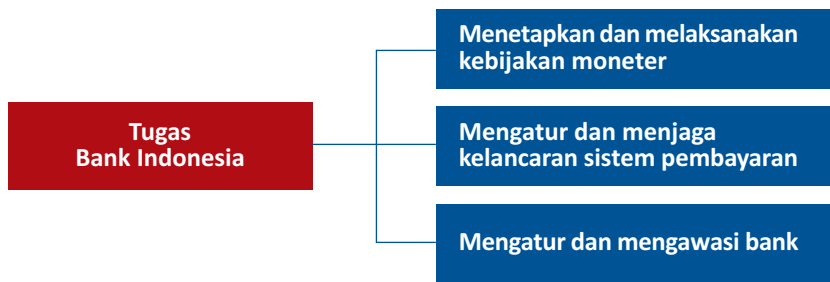 Tugas
Bank Indonesia
Menetapkan dan melaksanakan
kebijakan moneter
Mengatur dan menjaga
kelancaran sistem pembayaran
Mengatur dan mengawasi bank